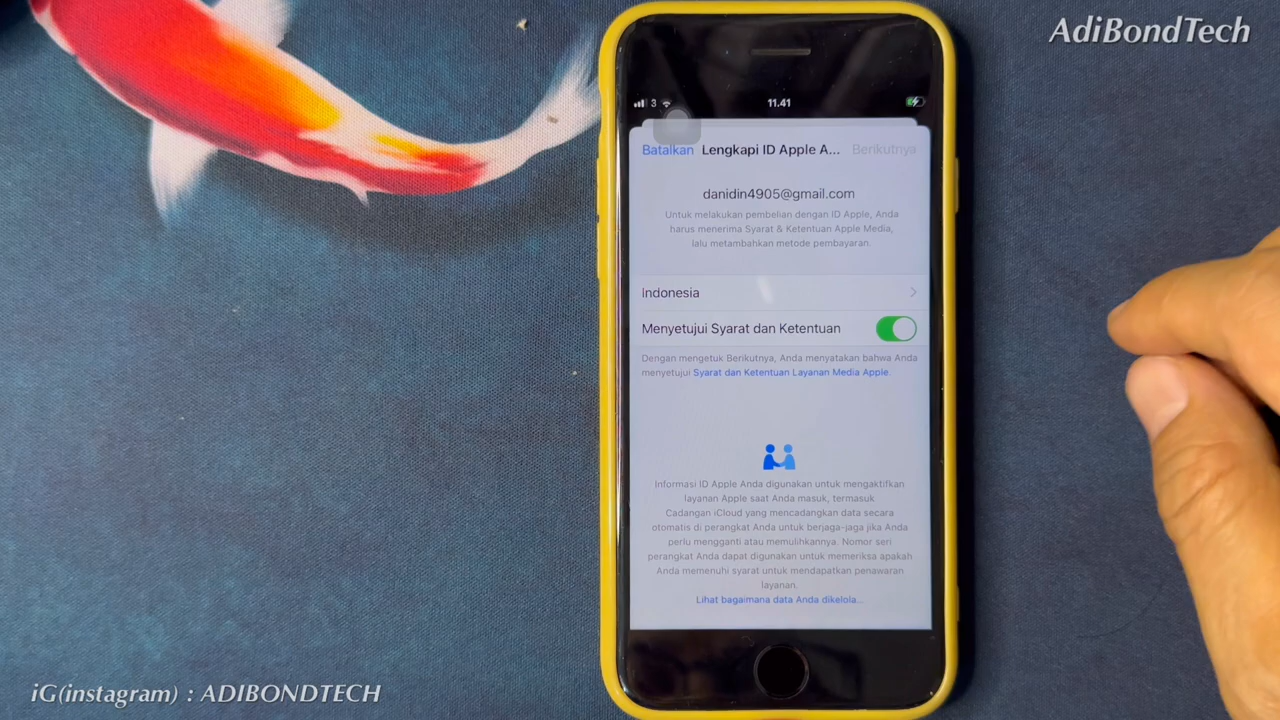 AdiBondTech
3
11.41
Batalkan Lengkapi ID Apple A... Berikutnya
danidin4905@gmail.com
Untuk melakukan pembelian dengan ID Apple, Anda
harus menerima Syarat & Ketentuan Apple Media,
lalu metambahkan metode pembayaran.
Indonesia
Menyetujui Syarat dan Ketentuan
Dengan mengetuk Berikutnya, Anda menyatakan bahwa Anda
menyetujui Syarat dan Ketentuan Layanan Media Apple.
Informasi ID Apple Anda digunakan untuk mengaktifkan
layanan Apple saat Anda masuk, termasuk
Cadangan iCloud yang mencadangkan data secara
otomatis di perangkat Anda untuk berjaga-jaga jika Anda
perlu mengganti atau memulihkannya. Nomor seri
perangkat Anda dapat digunakan untuk memeriksa apakah
Anda memenuhi syarat untuk mendapatkan penawaran
layanan.
Lihat bagaimana data Anda dikelola...
iG(instagram) : ADIBONDTECH